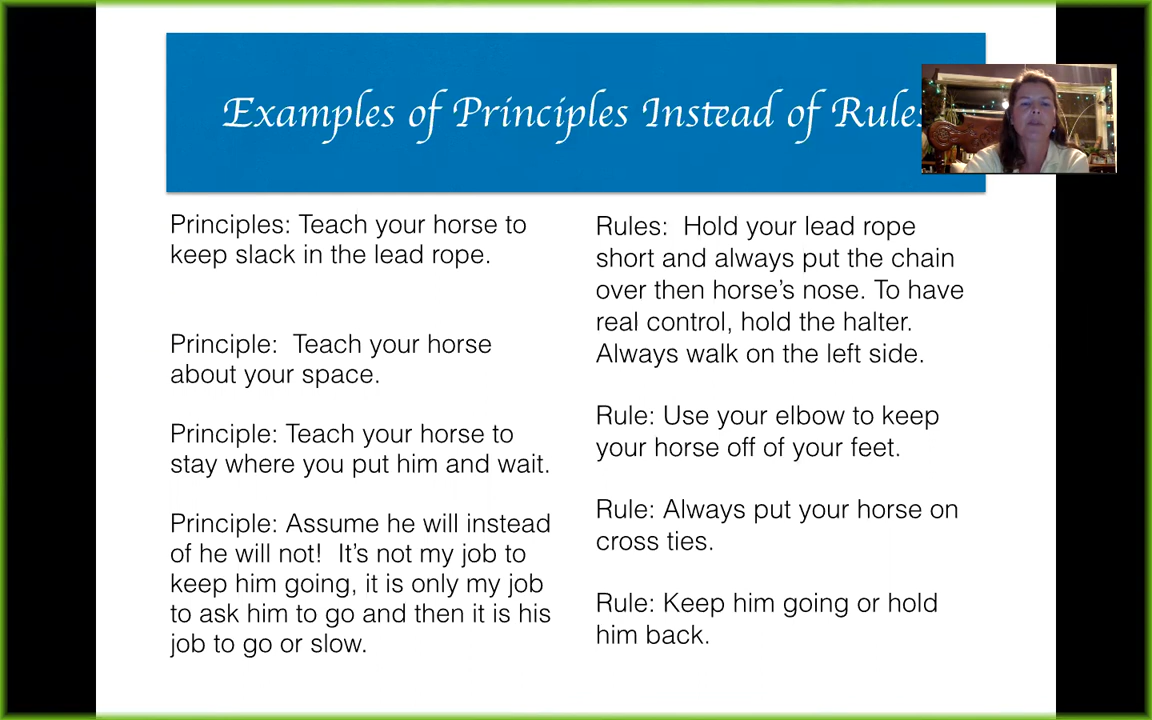 Examples of Principles Instead of Rules
Principles: Teach your horse to
keep slack in the lead rope.
Principle:  Teach your horse
about your space.
Principle: Teach your horse to
stay where you put him and wait.
Principle: Assume he will instead
of he will not!  It’s not my job to
keep him going, it is only my job
to ask him to go and then it is his
job to go or slow.
Rules:  Hold your lead rope
short and always put the chain
over then horse’s nose. To have
real control, hold the halter.
Always walk on the left side.
Rule: Use your elbow to keep
your horse off of your feet.
Rule: Always put your horse on
cross ties.
Rule: Keep him going or hold
him back.